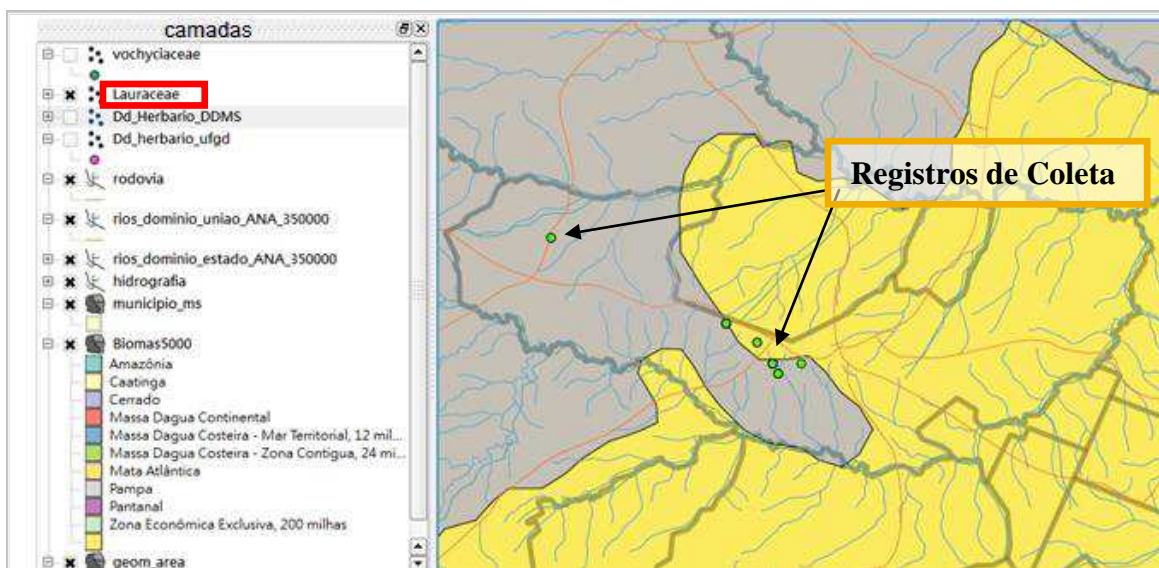 camadas
vochyciaceae
Lauraceae
Dd_Herbario_DDMS
Dd_herbario_ufgd
rodovia
rios_dominio_uniao_ANA_350000
rios_dominio_estado_ANA_350000
hidrografia
municipio_ms
Biomas5000
Amazônia
Caatinga
Cerrado
Massa Dagua Continental
Massa Dagua Costeira - Mar Territorial, 12 mil...
Massa Dagua Costeira - Zona Contígua, 24 mi...
Mata Atlântica
Pampa
Pantanal
Zona Econômica Exclusiva, 200 milhas
geom_area
Registros de Coleta